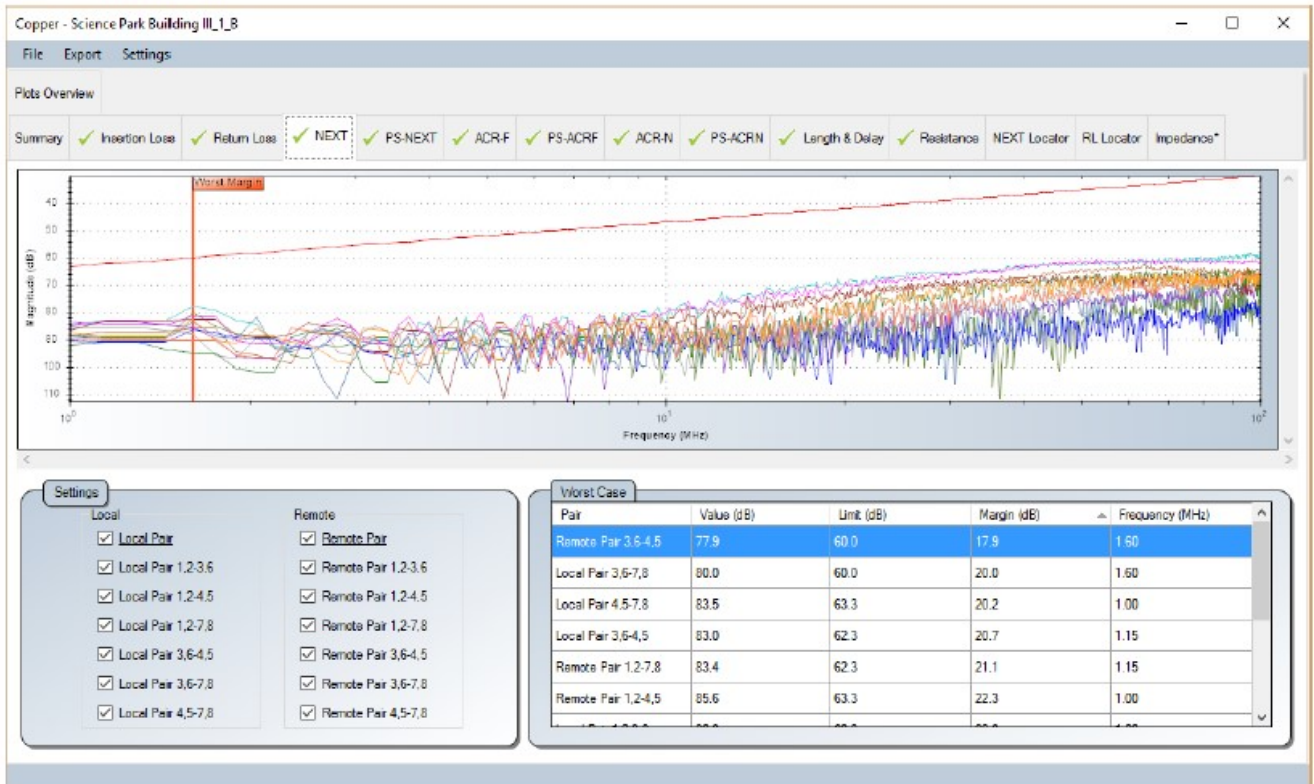 Copper - Science Park Building III_1_B
File Export Settings
Plots Overview
Summary Insertion Loss Return Loss NEXT PS-NEXT ACR-F PS-ACRF ACR-N PS-ACRN Length & Delay Resistance NEXT Locator RL Locator Impedance*
Worst Margin
40
50
60
70
80
90
100
110
Magnitude (dB)
10^0 10^1 10^2
Frequency (MHz)
Settings
Local Remote
Local Pair Remote Pair
Local Pair 1,2-3,6 Remote Pair 1,2-3,6
Local Pair 1,2-4,5 Remote Pair 1,2-4,5
Local Pair 1,2-7,8 Remote Pair 1,2-7,8
Local Pair 3,6-4,5 Remote Pair 3,6-4,5
Local Pair 3,6-7,8 Remote Pair 3,6-7,8
Local Pair 4,5-7,8 Remote Pair 4,5-7,8
Worst Case
Pair Value (dB) Limit (dB) Margin (dB) Frequency (MHz)
Remote Pair 3,6-4,5 77.9 60.0 17.9 1.60
Local Pair 3,6-7,8 80.0 60.0 20.0 1.60
Local Pair 4,5-7,8 83.5 63.3 20.2 1.00
Local Pair 3,6-4,5 83.0 62.3 20.7 1.15
Remote Pair 1,2-7,8 83.4 62.3 21.1 1.15
Remote Pair 1,2-4,5 85.6 63.3 22.3 1.00